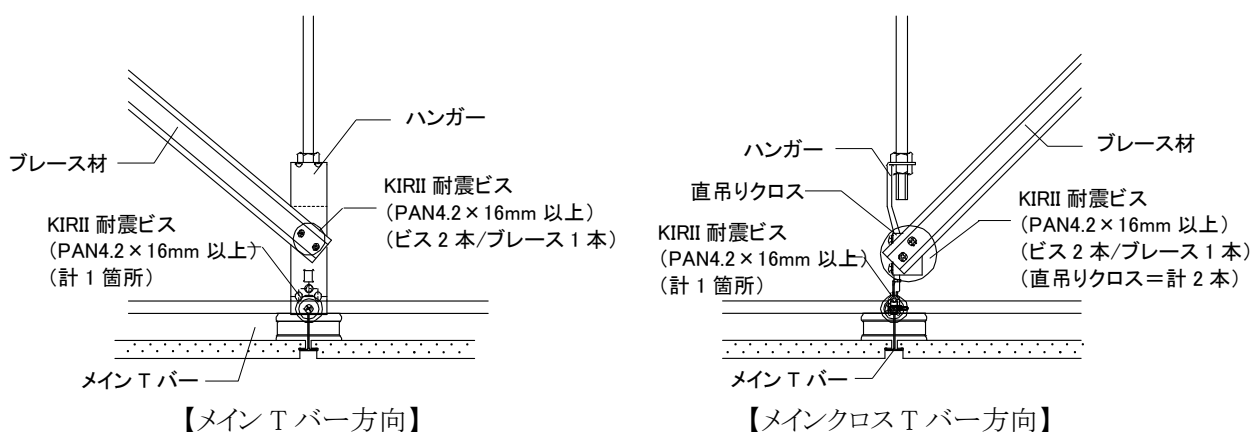 ハンガー
ブレース材
KIRII 耐震ビス
(PAN4.2×16mm 以上)
(ビス 2 本/ブレース 1 本)
KIRII 耐震ビス
(PAN4.2×16mm 以上)
(計 1 箇所)
メイン T バー
【メイン T バー方向】
ハンガー
ブレース材
直吊りクロス
KIRII 耐震ビス
(PAN4.2×16mm 以上)
(ビス 2 本/ブレース 1 本)
(直吊りクロス=計 2 本)
KIRII 耐震ビス
(PAN4.2×16mm 以上)
(計 1 箇所)
メイン T バー
【メインクロス T バー方向】